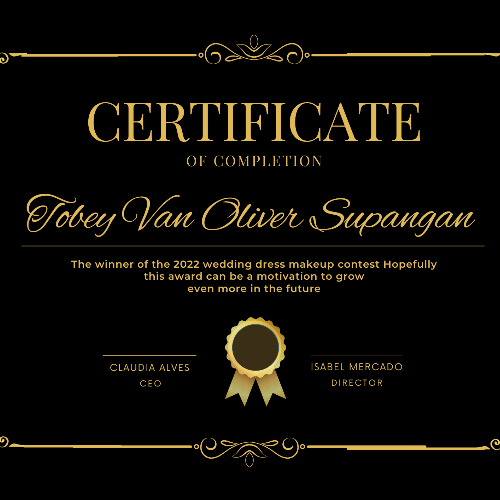 CERTIFICATE
OF COMPLETION
Tobey Van Oliver Supangan
The winner of the 2022 wedding dress makeup contest Hopefully
this award can be a motivation to grow
even more in the future
CLAUDIA ALVES
CEO
ISABEL MERCADO
DIRECTOR